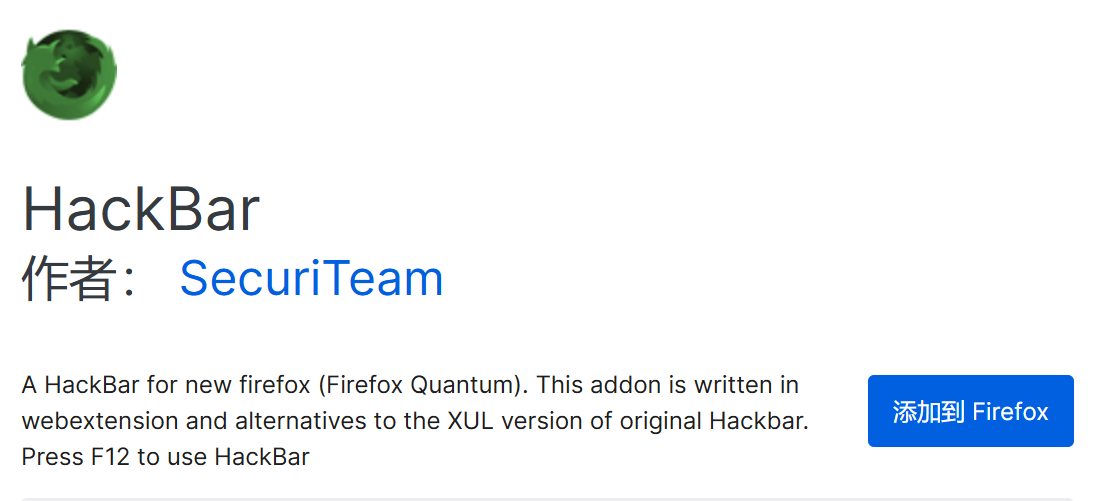 HackBar
作者： SecuriTeam
A HackBar for new firefox (Firefox Quantum). This addon is written in
webextension and alternatives to the XUL version of original Hackbar.
Press F12 to use HackBar
添加到 Firefox